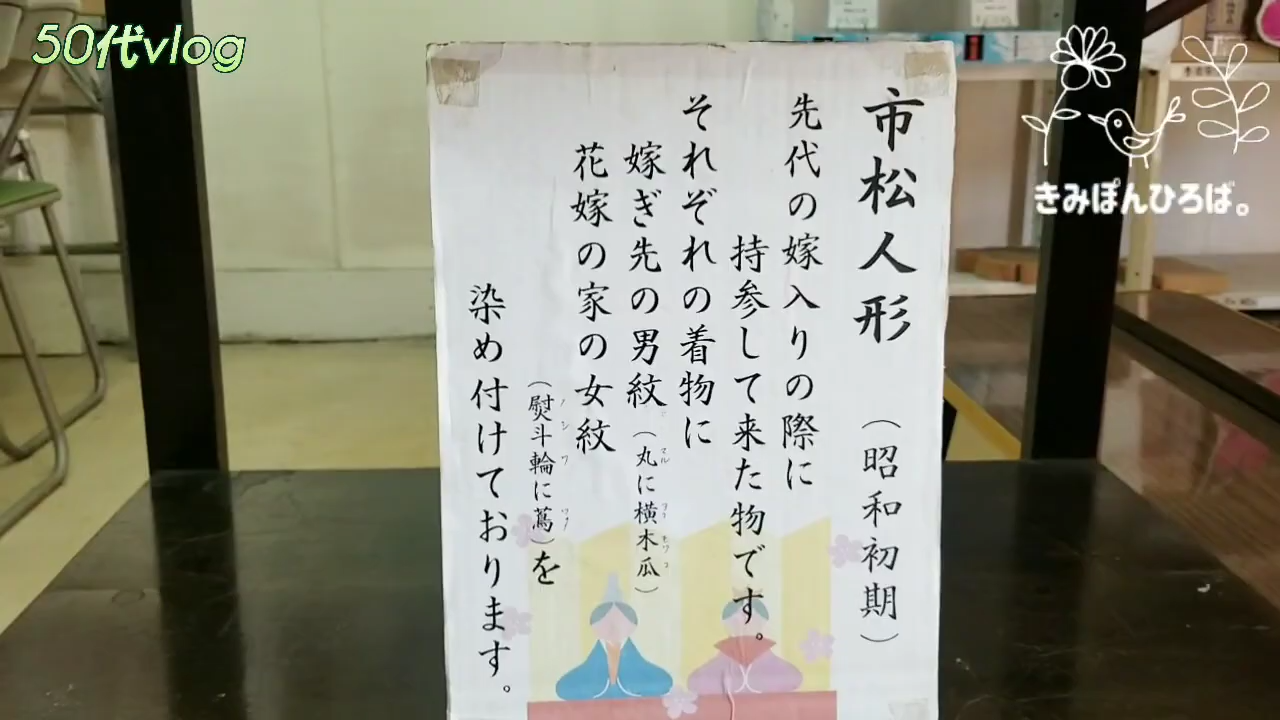 50代vlog
きみぽんひろば。
市松人形 (昭和初期)
先代の嫁入りの際に
持参して来た物です。
それぞれの着物に
嫁ぎ先の男紋(丸に横木瓜)
花嫁の家の女紋
(熨斗輪に蔦)を
染め付けております。